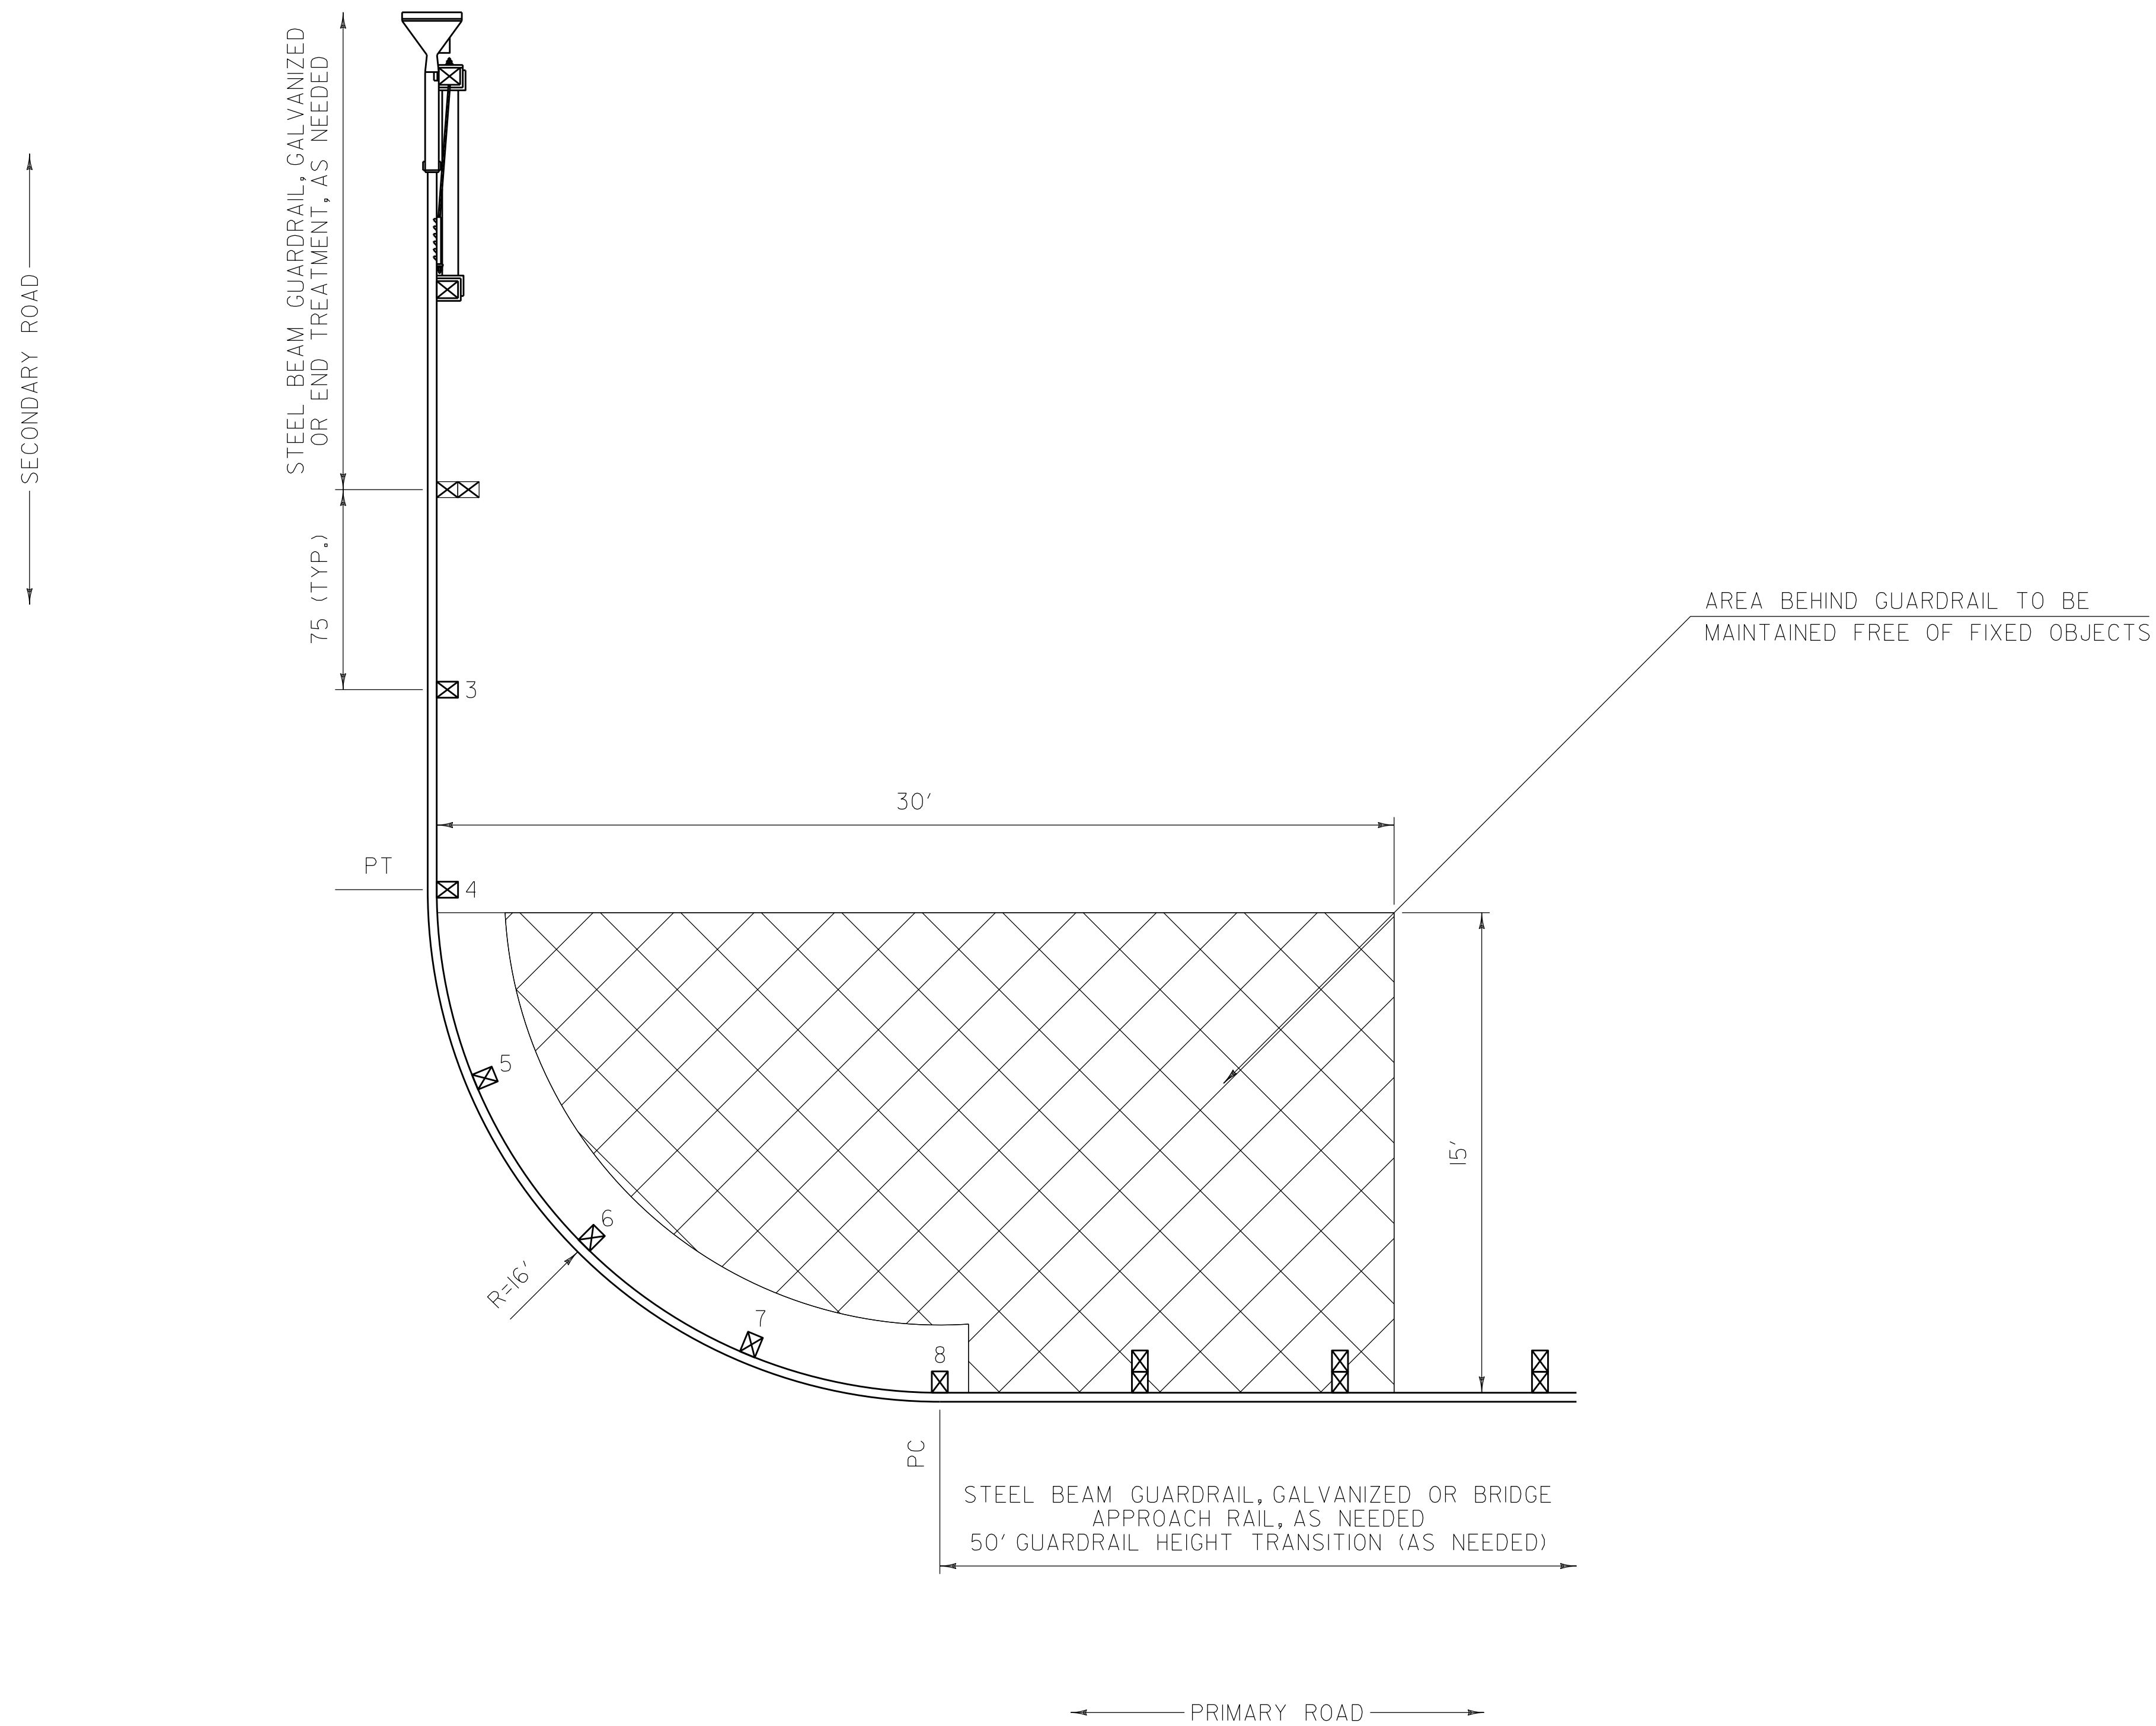 STEEL BEAM GUARDRAIL, GALVANIZED
OR END TREATMENT, AS NEEDED
SECONDARY ROAD
75 (TYP.)
3
AREA BEHIND GUARDRAIL TO BE
MAINTAINED FREE OF FIXED OBJECTS
30'
PT
4
5
15'
6
R=16'
7
8
PC
STEEL BEAM GUARDRAIL, GALVANIZED OR BRIDGE
APPROACH RAIL, AS NEEDED
50' GUARDRAIL HEIGHT TRANSITION (AS NEEDED)
PRIMARY ROAD